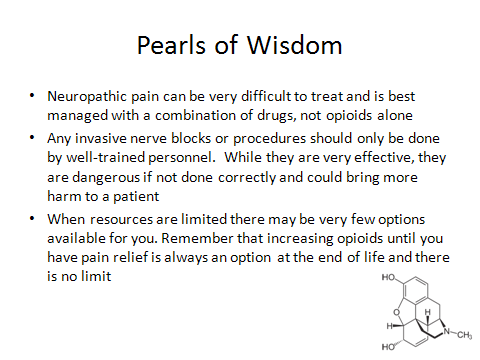 Pearls of Wisdom
• Neuropathic pain can be very difficult to treat and is best
managed with a combination of drugs, not opioids alone
• Any invasive nerve blocks or procedures should only be done
by well-trained personnel.  While they are very effective, they
are dangerous if not done correctly and could bring more
harm to a patient
• When resources are limited there may be very few options
available for you. Remember that increasing opioids until you
have pain relief is always an option at the end of life and there
is no limit
HO
O
H
H
N
CH₃
HO